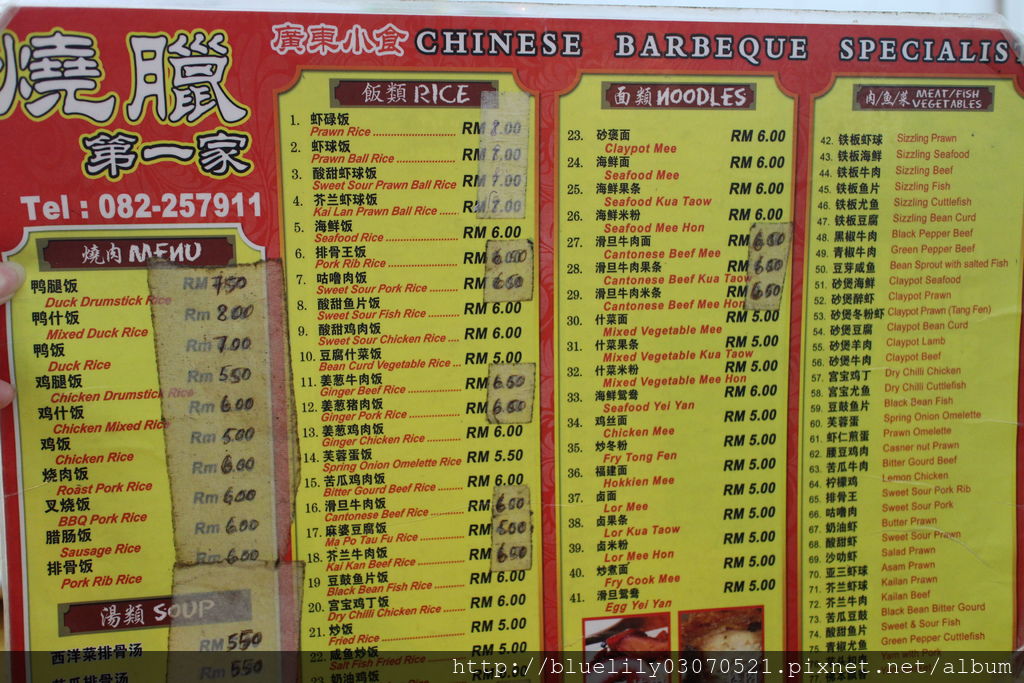 燒臘
第一家
Tel : 082-257911
廣東小食 CHINESE BARBEQUE SPECIALIST
燒肉 MENU
鸭腿饭 RM 7.50
Duck Drumstick Rice
鸭什饭 Rm 8.00
Mixed Duck Rice
鸭饭 Rm 7.00
Duck Rice
鸡腿饭 Rm 5.50
Chicken Drumstick Rice
鸡什饭 Rm 6.00
Chicken Mixed Rice
鸡饭 Rm 5.00
Chicken Rice
烧肉饭 Rm 6.00
Roast Pork Rice
叉烧饭 Rm 6.00
BBQ Pork Rice
腊肠饭 Rm 6.00
Sausage Rice
排骨饭 Rm 6.00
Pork Rib Rice
湯類 SOUP
西洋菜排骨汤 RM 5.50
苦瓜排骨汤 Rm 5.50
飯類 RICE
1. 虾碌饭
Prawn Rice RM 8.00
2. 虾球饭
Prawn Ball Rice RM 7.00
3. 酸甜虾球饭
Sweet Sour Prawn Ball Rice RM 7.00
4. 芥兰虾球饭
Kai Lan Prawn Ball Rice RM 7.00
5. 海鲜饭
Seafood Rice RM 6.00
6. 排骨王饭
Pork Rib Rice RM 6.00
7. 咕噜肉饭
Sweet Sour Pork Rice RM 6.00
8. 酸甜鱼片饭
Sweet Sour Fish Rice RM 6.00
9. 酸甜鸡肉饭
Sweet Sour Chicken Rice RM 6.00
10. 豆腐什菜饭
Bean Curd Vegetable Rice RM 5.00
11. 姜葱牛肉饭
Ginger Beef Rice RM 6.50
12. 姜葱猪肉饭
Ginger Pork Rice RM 6.50
13. 姜葱鸡肉饭
Ginger Chicken Rice RM 6.00
14. 芙蓉蛋饭
Spring Onion Omelette Rice RM 5.50
15. 苦瓜鸡肉饭
Bitter Gourd Beef Rice RM 6.00
16. 滑旦牛肉饭
Cantonese Beef Rice RM 6.00
17. 麻婆豆腐饭
Ma Po Tau Fu Rice RM 5.00
18. 芥兰牛肉饭
Kai Kan Beef Rice RM 6.50
19 豆鼓鱼片饭
Black Bean Fish Rice RM 6.00
20. 宫宝鸡丁饭
Dry Chilli Chicken Rice RM 6.00
21. 炒饭
Fried Rice RM 5.00
22. 咸鱼炒饭
Salt Fish Fried Rice RM 5.00
23. 奶油鸡饭
面類 NOODLES
23. 砂褒面 RM 6.00
Claypot Mee
24. 海鲜面 RM 6.00
Seafood Mee
25. 海鲜果条 RM 6.00
Seafood Kua Taow
26. 海鲜米粉 RM 6.00
Seafood Mee Hon
27. 滑旦牛肉面 6.00
Cantonese Beef Mee
28. 滑旦牛肉果条 6.00
Cantonese Beef Kua Taow
29. 滑旦牛肉米条 6.50
Cantonese Beef Mee Hon
30. 什菜面 RM 5.00
Mixed Vegetable Mee
31. 什菜果条 RM 5.00
Mixed Vegetable Kua Taow
32. 什菜米粉 RM 5.00
Mixed Vegetable Mee Hon
33. 海鲜鸳鸯 RM 6.00
Seafood Yei Yan
34. 鸡丝面 RM 5.00
Chicken Mee
35. 炒冬粉 RM 5.00
Fry Tong Fen
36. 福建面 RM 5.00
Hokkien Mee
37. 卤面 RM 5.00
Lor Mee
38. 卤果条 RM 5.00
Lor Kua Taow
39. 卤米粉 RM 5.00
Lor Mee Hon
40. 炒煮面 RM 5.00
Fry Cook Mee
41. 滑旦鸳鸯 RM 5.00
Egg Yei Yan
肉/鱼/菜 MEAT/FISH VEGETABLES
42. 铁板虾球 Sizzling Prawn
43. 铁板海鲜 Sizzling Seafood
44. 铁板牛肉 Sizzling Beef
45. 铁板鱼片 Sizzling Fish
46. 铁板尤鱼 Sizzling Cuttlefish
47. 铁板豆腐 Sizzling Bean Curd
48. 黑椒牛肉 Black Pepper Beef
49. 青椒牛肉 Green Pepper Beef
50. 豆芽咸鱼 Bean Sprout with salted Fish
51. 砂煲海鲜 Claypot Seafood
52. 砂煲醉虾 Claypot Prawn
53. 砂煲冬粉虾 Claypot Prawn (Tang Fen)
54. 砂煲豆腐 Claypot Bean Curd
55. 砂煲羊肉 Claypot Lamb
56. 砂煲牛肉 Claypot Beef
57. 宫宝鸡丁 Dry Chilli Chicken
58. 宫宝尤鱼 Dry Chilli Cuttlefish
59. 豆鼓鱼片 Black Bean Fish
60. 芙蓉蛋 Spring Onion Omelette
61. 虾仁煎蛋 Prawn Omelette
62. 腰豆鸡肉 Casner nut Prawn
63. 苦瓜牛肉 Bitter Gourd Beef
64. 柠檬鸡 Lemon Chicken
65. 排骨王 Sweet Sour Pork Rib
66. 咕噜肉 Sweet Sour Pork
67. 奶油虾 Butter Prawn
68. 酸甜虾 Sweet Sour Prawn
69. 沙叻虾 Salad Prawn
70. 亚三虾球 Asam Prawn
71. 芥兰虾球 Kailan Prawn
72. 芥兰牛肉 Kailan Beef
73. 苦瓜豆鼓 Black Bean Bitter Gourd
74. 酸甜鱼片 Sweet & Sour Fish
75. 青椒鱼片 Green Pepper Cuttlefish
Yam with Pork
http://bluelily03070521.pixnet.net/album